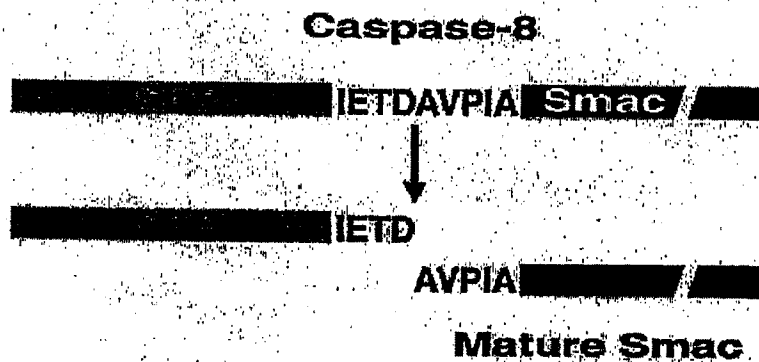 Caspase-8
IETDAVPIA Smac
IETD
AVPIA
Mature Smac